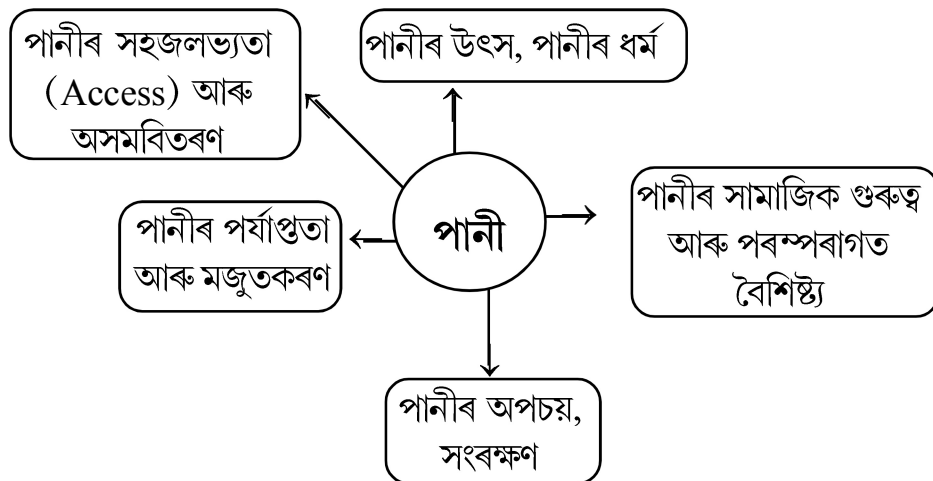 পানীৰ সহজলভ্যতা
(Access) আৰু
অসমবিতৰণ
পানীৰ উৎস, পানীৰ ধৰ্ম
পানীৰ পৰ্যাপ্ততা
আৰু মজুতকৰণ
পানী
পানীৰ সামাজিক গুৰুত্ব
আৰু পৰম্পৰাগত
বৈশিষ্ট্য
পানীৰ অপচয়,
সংৰক্ষণ